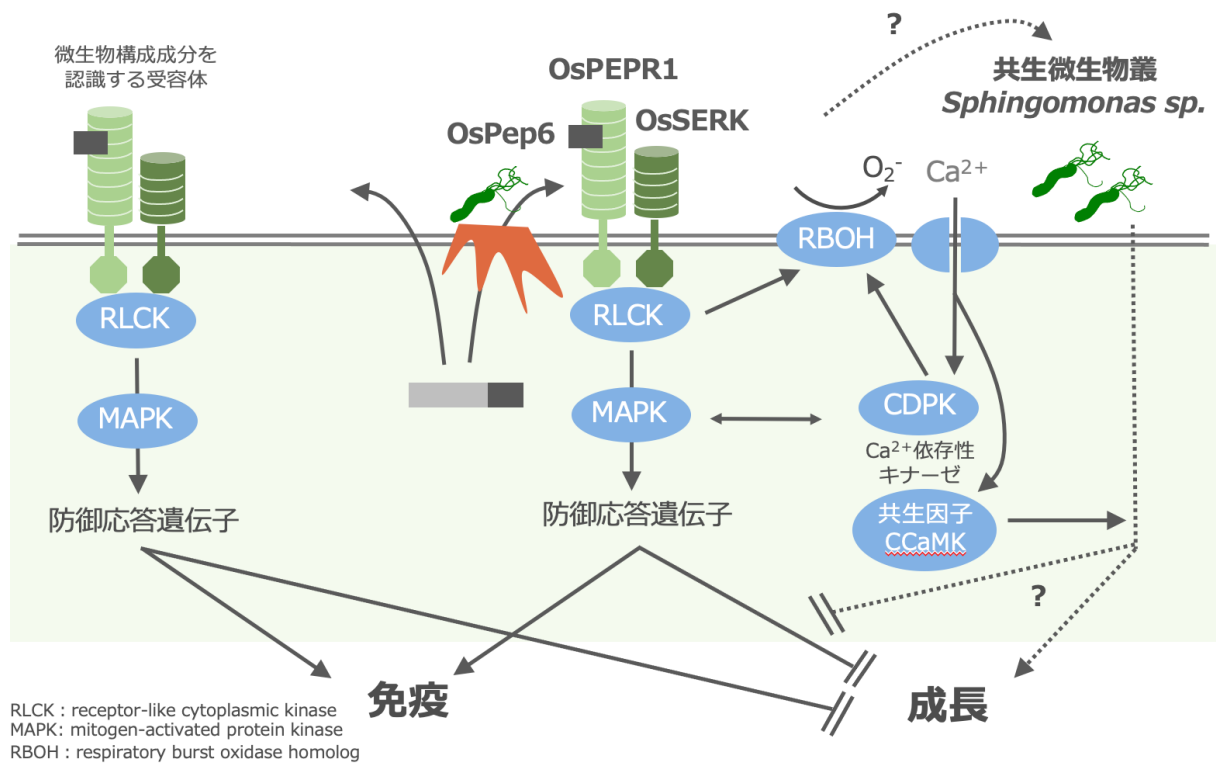 微生物構成成分を
認識する受容体
OsPEPR1
OsSERK
OsPep6
?
共生微生物叢
Sphingomonas sp.
O₂⁻
Ca²⁺
RBOH
RLCK
RLCK
MAPK
MAPK
CDPK
Ca²⁺依存性
キナーゼ
共生因子
CCaMK
防御応答遺伝子
防御応答遺伝子
?
免疫
成長
RLCK : receptor-like cytoplasmic kinase
MAPK: mitogen-activated protein kinase
RBOH : respiratory burst oxidase homolog